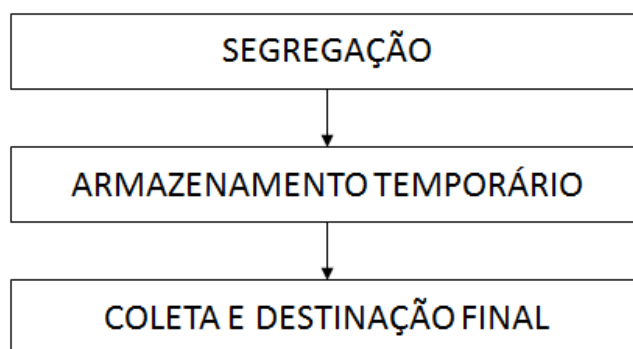 SEGREGAÇÃO
ARMAZENAMENTO TEMPORÁRIO
COLETA E DESTINAÇÃO FINAL